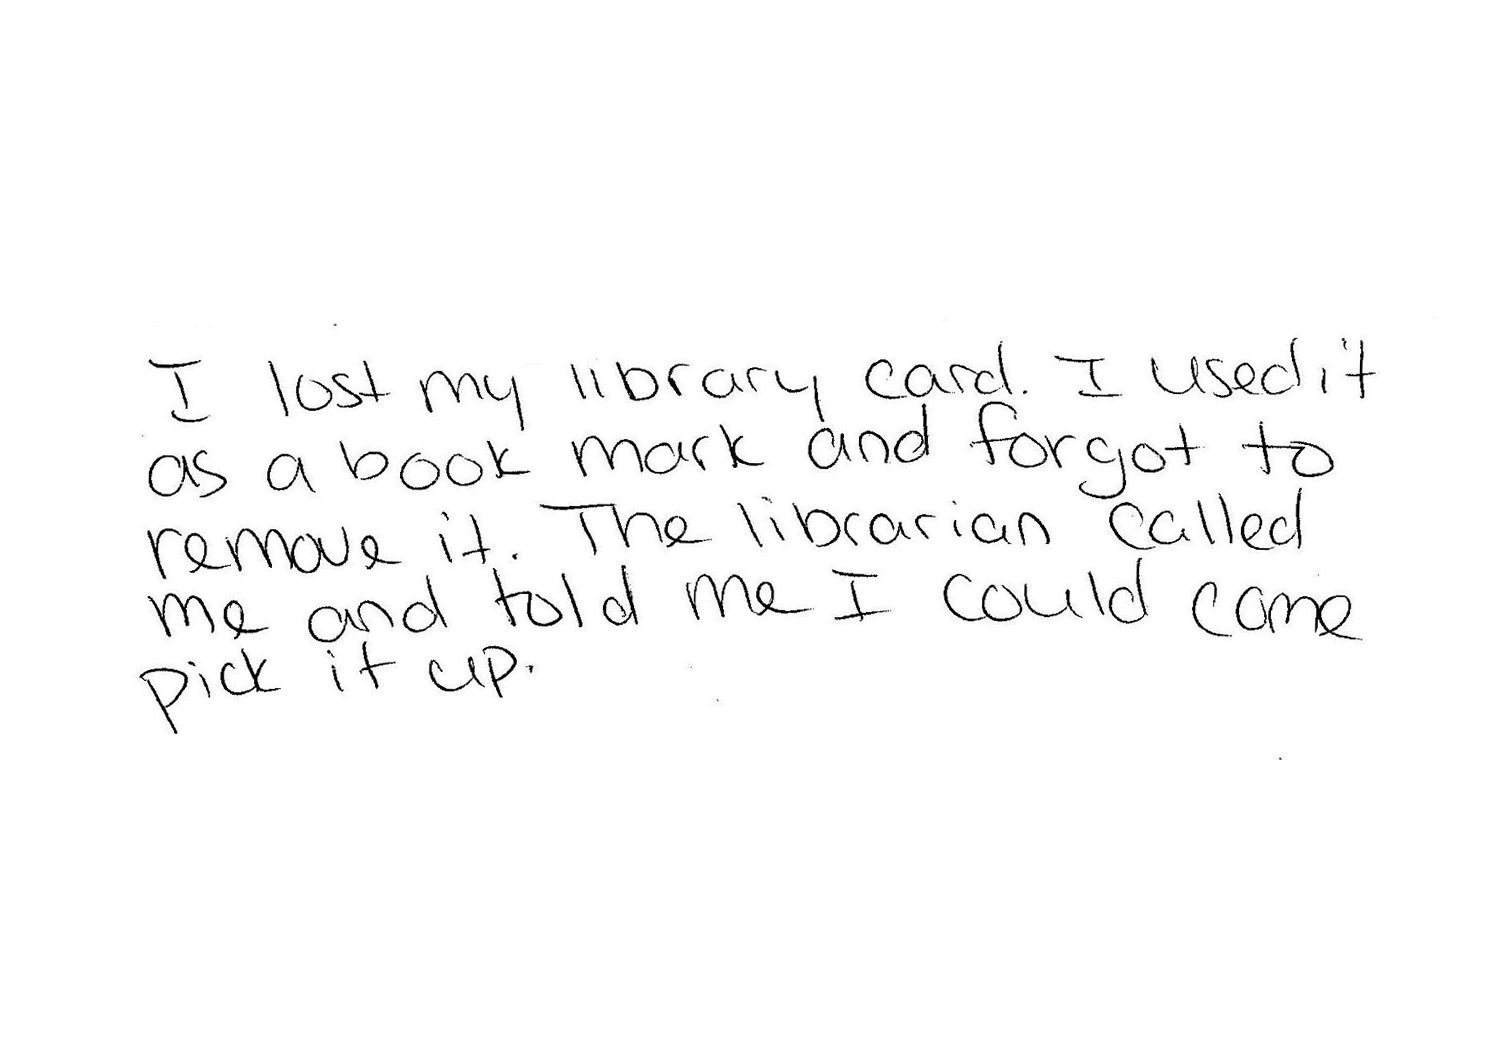 I lost my library card. I used it
as a book mark and forgot to
remove it. The librarian called
me and told me I could come
pick it up.